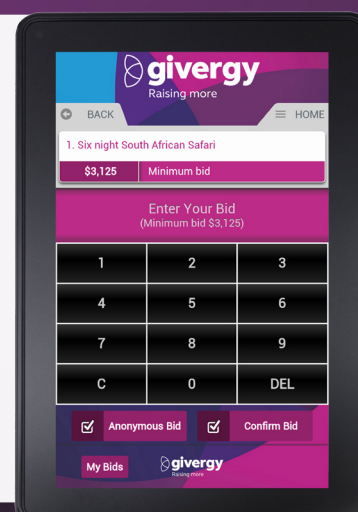 givergy
Raising more
BACK
HOME
1. Six night South African Safari
$3,125 Minimum bid
Enter Your Bid
(Minimum bid $3,125)
1 2 3
4 5 6
7 8 9
C 0 DEL
Anonymous Bid Confirm Bid
My Bids givergy
Raising more